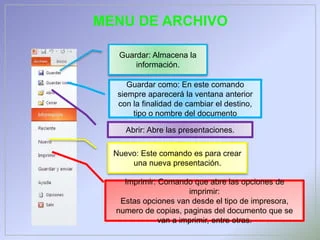 MENU DE ARCHIVO
Guardar: Almacena la
información.
Guardar como: En este comando
siempre aparecerá la ventana anterior
con la finalidad de cambiar el destino,
tipo o nombre del documento
Abrir: Abre las presentaciones.
Nuevo: Este comando es para crear
una nueva presentación.
Imprimir: Comando que abre las opciones de
imprimir:
Estas opciones van desde el tipo de impresora,
numero de copias, paginas del documento que se
van a imprimir, entre otras.
Archivo
Inicio
Guardar
Guardar como
Abrir
Cerrar
Información
Reciente
Nuevo
Imprimir
Guardar y enviar
Ayuda
Opciones
Salir